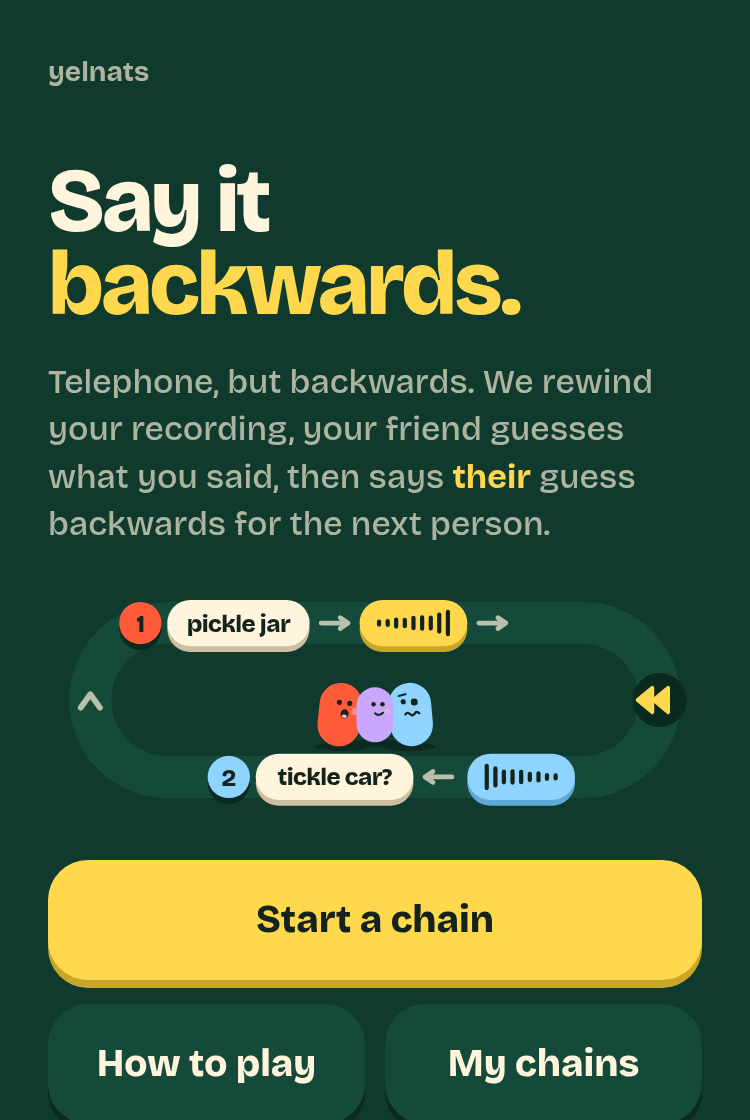 yelnats
Say it
backwards.
Telephone, but backwards. We rewind
your recording, your friend guesses
what you said, then says their guess
backwards for the next person.
1 pickle jar
2 tickle car?
Start a chain
How to play
My chains